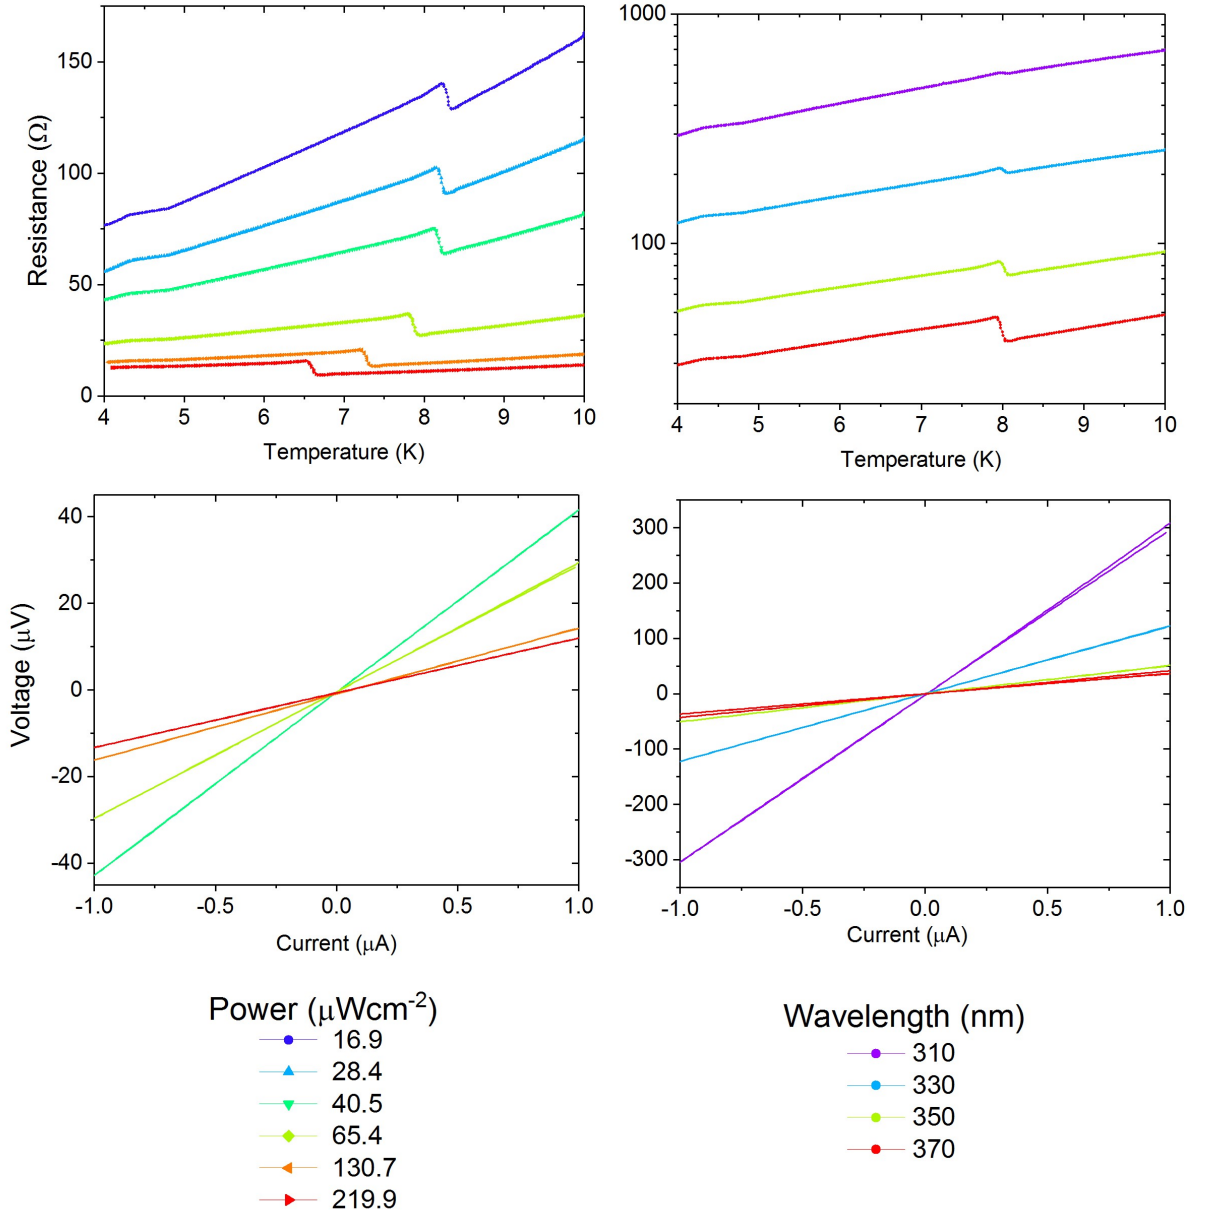 Resistance (Ω)
150
100
50
0
4 5 6 7 8 9 10
Temperature (K)
1000
100
4 5 6 7 8 9 10
Temperature (K)
Voltage (μV)
40
20
0
-20
-40
-1.0 -0.5 0.0 0.5 1.0
Current (μA)
300
200
100
0
-100
-200
-300
-1.0 -0.5 0.0 0.5 1.0
Current (μA)
Power (μWcm⁻²)
16.9
28.4
40.5
65.4
130.7
219.9
Wavelength (nm)
310
330
350
370